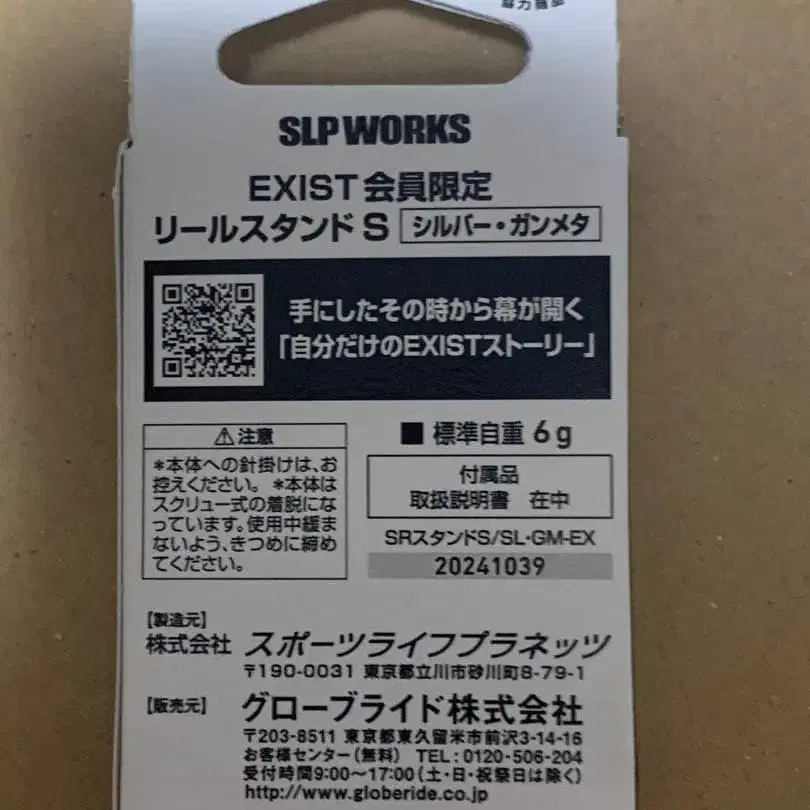 SLP WORKS
EXIST会員限定
リールスタンド S シルバー・ガンメタ
手にしたその時から幕が開く
「自分だけのEXISTストーリー」
⚠注意
*本体への針掛けは、お
控えください。 *本体は
スクリュー式の着脱にな
っています。使用中緩ま
ないよう、きつめに締め
てください。
■ 標準自重 6g
付属品
取扱説明書 在中
SRスタンドS/SL・GM-EX
20241039
【製造元】
株式会社 スポーツライフプラネッツ
〒190-0031 東京都立川市砂川町8-79-1
【販売元】 グローブライド株式会社
〒203-8511 東京都東久留米市前沢3-14-16
お客様センター(無料) TEL:0120-506-204
受付時間9:00〜17:00(土・日・祝祭日は除く)
http://www.globeride.co.jp